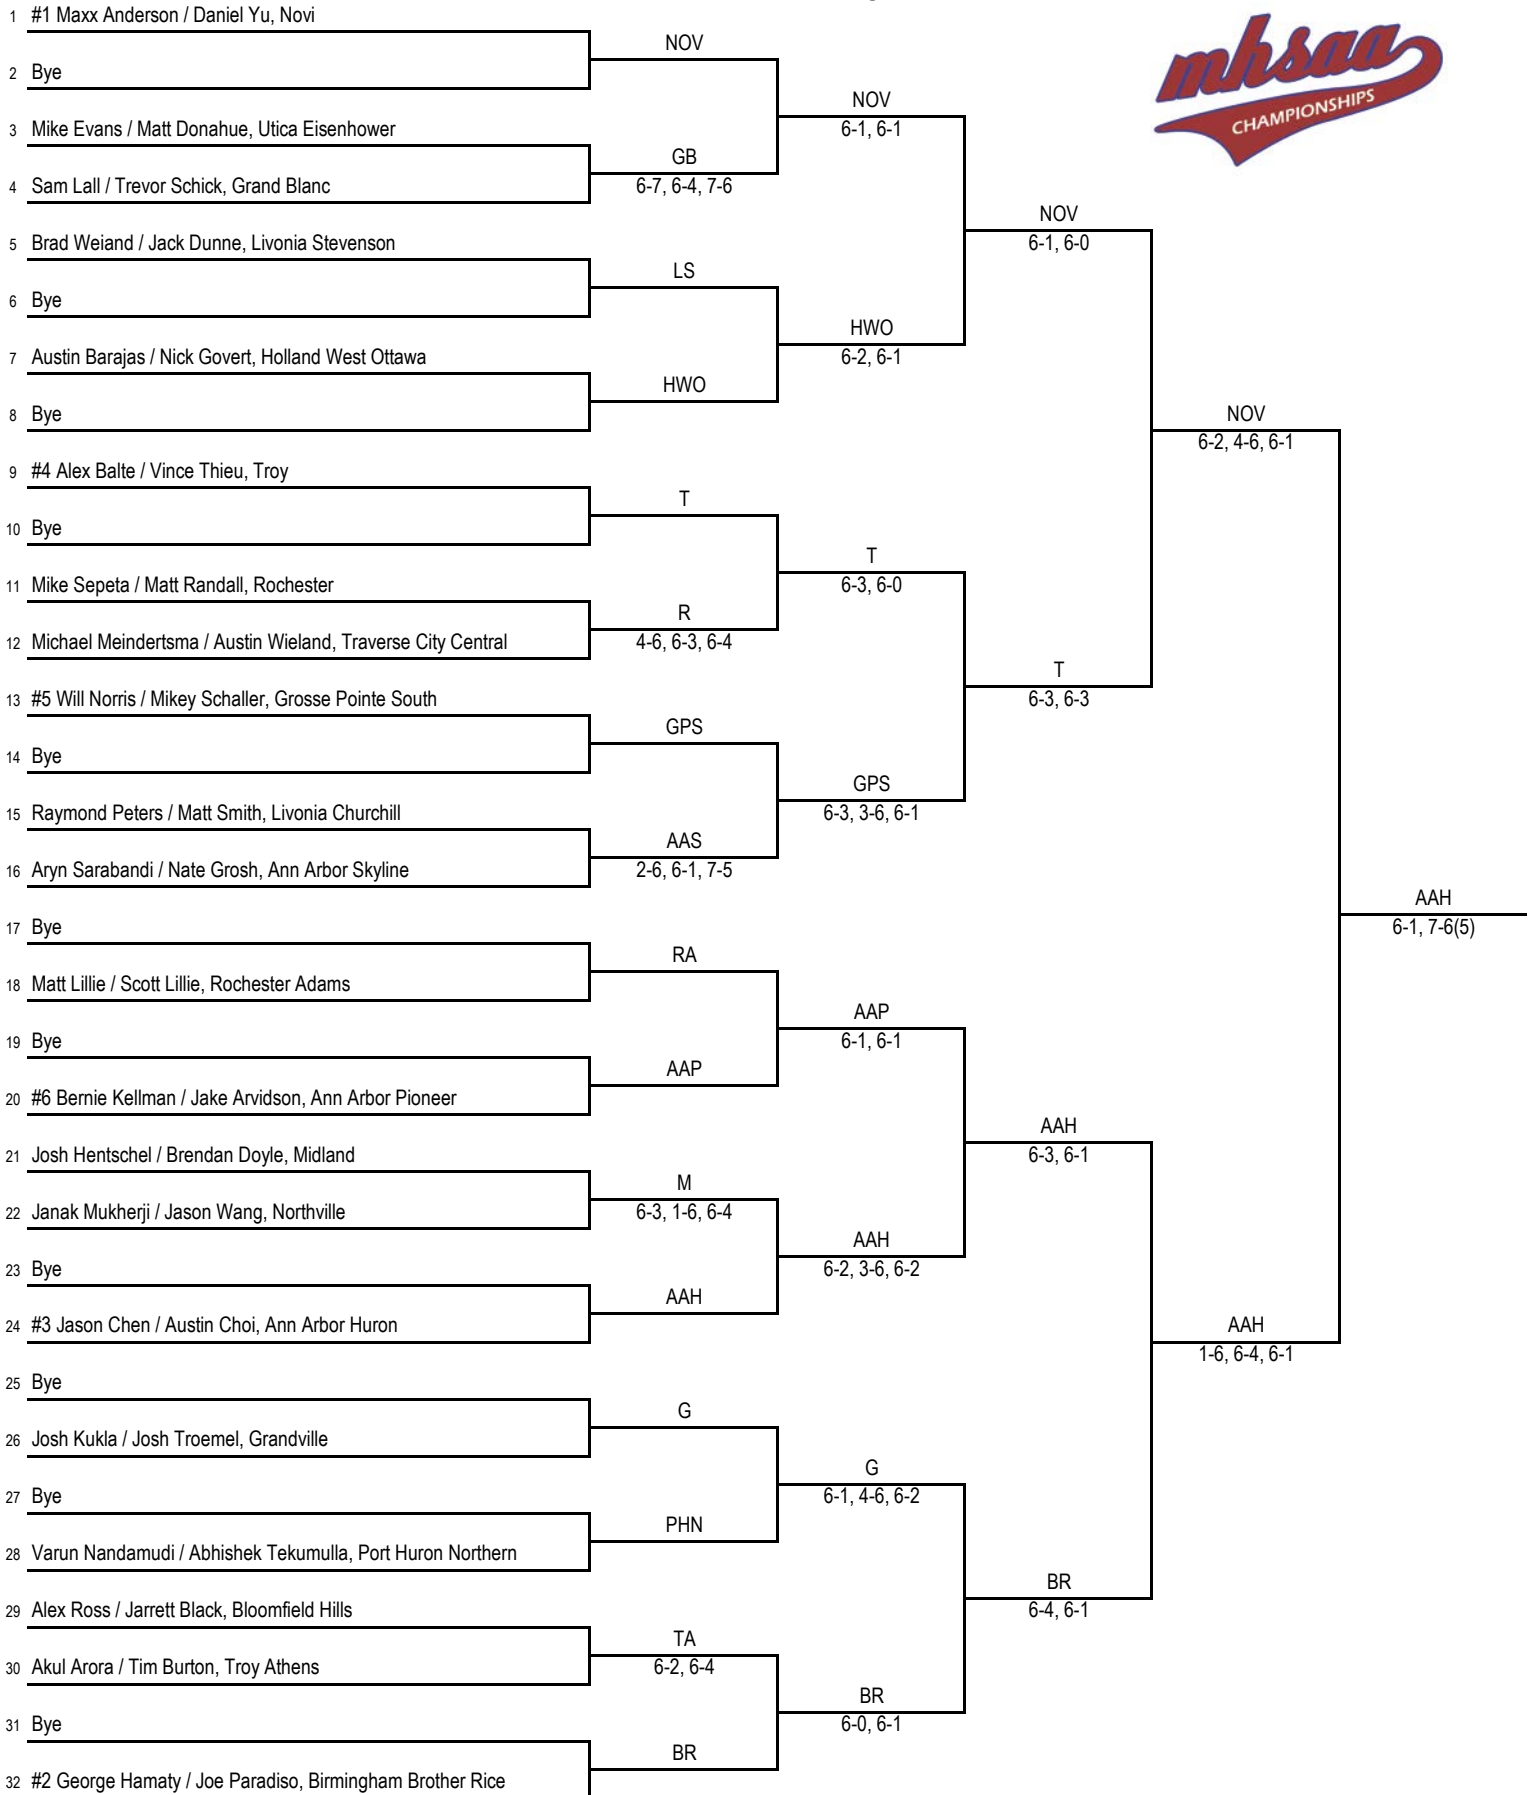 1 #1 Maxx Anderson / Daniel Yu, Novi
NOV
2 Bye
NOV
6-1, 6-1
3 Mike Evans / Matt Donahue, Utica Eisenhower
GB
6-7, 6-4, 7-6
4 Sam Lall / Trevor Schick, Grand Blanc
NOV
6-1, 6-0
5 Brad Weiand / Jack Dunne, Livonia Stevenson
LS
6 Bye
HWO
6-2, 6-1
7 Austin Barajas / Nick Govert, Holland West Ottawa
HWO
8 Bye
NOV
6-2, 4-6, 6-1
9 #4 Alex Balte / Vince Thieu, Troy
T
10 Bye
T
6-3, 6-0
11 Mike Sepeta / Matt Randall, Rochester
R
4-6, 6-3, 6-4
12 Michael Meindertsma / Austin Wieland, Traverse City Central
T
6-3, 6-3
13 #5 Will Norris / Mikey Schaller, Grosse Pointe South
GPS
14 Bye
GPS
6-3, 3-6, 6-1
15 Raymond Peters / Matt Smith, Livonia Churchill
AAS
2-6, 6-1, 7-5
16 Aryn Sarabandi / Nate Grosh, Ann Arbor Skyline
AAH
6-1, 7-6(5)
17 Bye
RA
18 Matt Lillie / Scott Lillie, Rochester Adams
AAP
6-1, 6-1
19 Bye
AAP
20 #6 Bernie Kellman / Jake Arvidson, Ann Arbor Pioneer
AAH
6-3, 6-1
21 Josh Hentschel / Brendan Doyle, Midland
M
6-3, 1-6, 6-4
22 Janak Mukherji / Jason Wang, Northville
AAH
6-2, 3-6, 6-2
23 Bye
AAH
24 #3 Jason Chen / Austin Choi, Ann Arbor Huron
AAH
1-6, 6-4, 6-1
25 Bye
G
26 Josh Kukla / Josh Troemel, Grandville
G
6-1, 4-6, 6-2
27 Bye
PHN
28 Varun Nandamudi / Abhishek Tekumulla, Port Huron Northern
BR
6-4, 6-1
29 Alex Ross / Jarrett Black, Bloomfield Hills
TA
6-2, 6-4
30 Akul Arora / Tim Burton, Troy Athens
BR
6-0, 6-1
31 Bye
BR
32 #2 George Hamaty / Joe Paradiso, Birmingham Brother Rice
mhsaa
CHAMPIONSHIPS